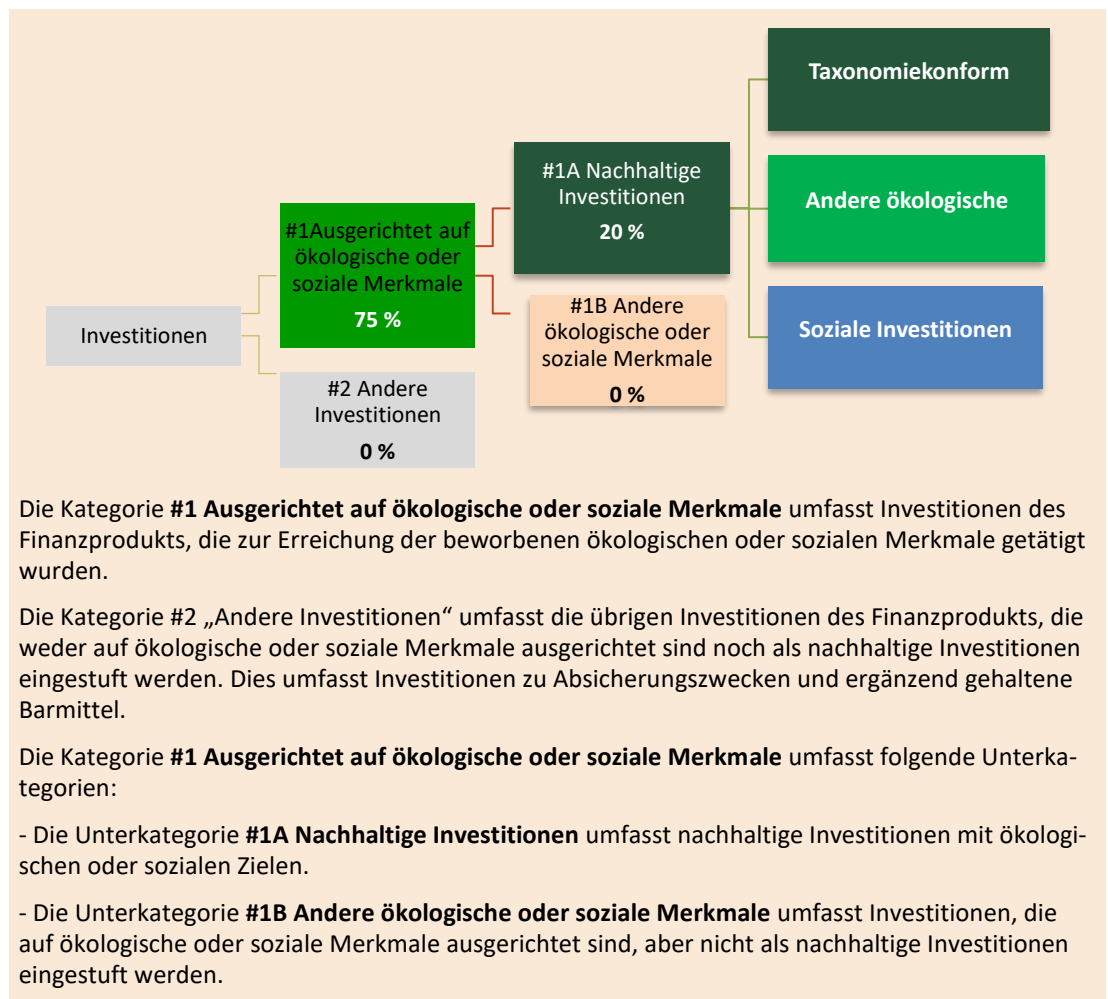 Taxonomiekonform
#1A Nachhaltige
Investitionen
20 %
Andere ökologische
#1Ausgerichtet auf
ökologische oder
soziale Merkmale
75 %
Investitionen
#1B Andere
ökologische oder
soziale Merkmale
0 %
Soziale Investitionen
#2 Andere
Investitionen
0 %
Die Kategorie #1 Ausgerichtet auf ökologische oder soziale Merkmale umfasst Investitionen des
Finanzprodukts, die zur Erreichung der beworbenen ökologischen oder sozialen Merkmale getätigt
wurden.
Die Kategorie #2 „Andere Investitionen“ umfasst die übrigen Investitionen des Finanzprodukts, die
weder auf ökologische oder soziale Merkmale ausgerichtet sind noch als nachhaltige Investitionen
eingestuft werden. Dies umfasst Investitionen zu Absicherungszwecken und ergänzend gehaltene
Barmittel.
Die Kategorie #1 Ausgerichtet auf ökologische oder soziale Merkmale umfasst folgende Unterka-
tegorien:
- Die Unterkategorie #1A Nachhaltige Investitionen umfasst nachhaltige Investitionen mit ökologi-
schen oder sozialen Zielen.
- Die Unterkategorie #1B Andere ökologische oder soziale Merkmale umfasst Investitionen, die
auf ökologische oder soziale Merkmale ausgerichtet sind, aber nicht als nachhaltige Investitionen
eingestuft werden.